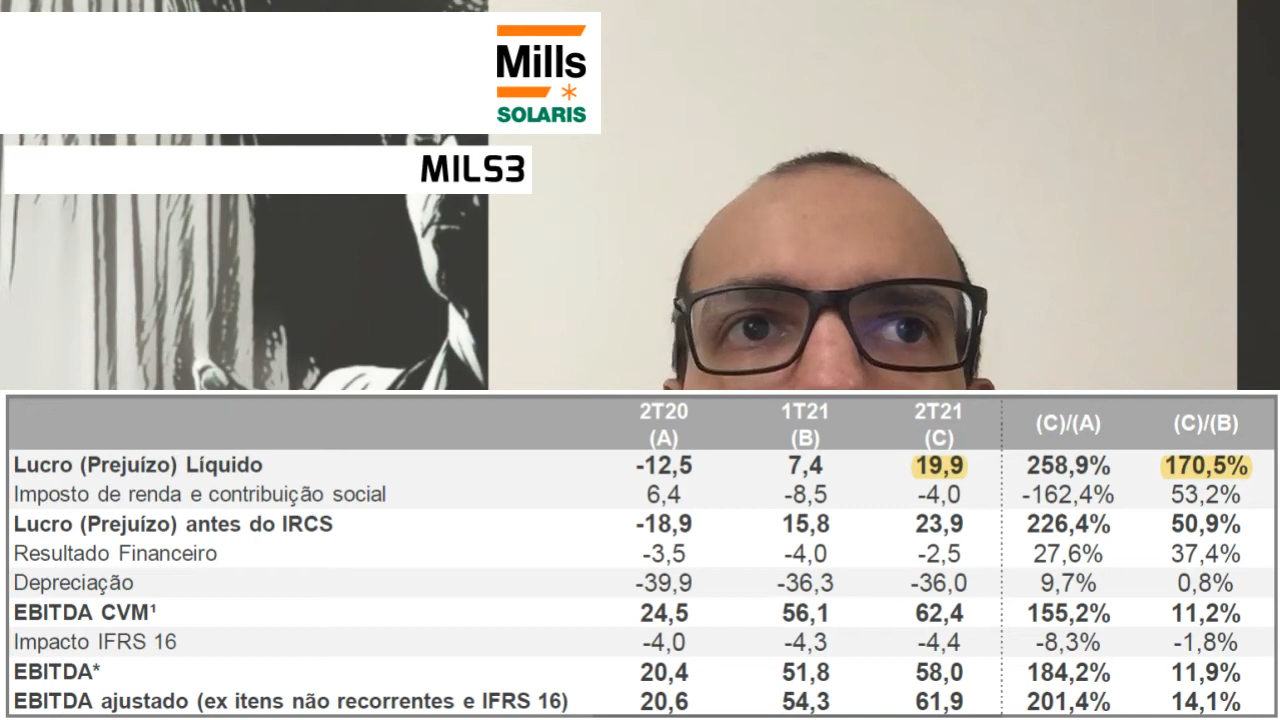 Mills
SOLARIS
MILS3
2T20 1T21 2T21 (C)/(A) (C)/(B)
(A) (B) (C)
Lucro (Prejuízo) Líquido -12,5 7,4 19,9 258,9% 170,5%
Imposto de renda e contribuição social 6,4 -8,5 -4,0 -162,4% 53,2%
Lucro (Prejuízo) antes do IRCS -18,9 15,8 23,9 226,4% 50,9%
Resultado Financeiro -3,5 -4,0 -2,5 27,6% 37,4%
Depreciação -39,9 -36,3 -36,0 9,7% 0,8%
EBITDA CVM¹ 24,5 56,1 62,4 155,2% 11,2%
Impacto IFRS 16 -4,0 -4,3 -4,4 -8,3% -1,8%
EBITDA* 20,4 51,8 58,0 184,2% 11,9%
EBITDA ajustado (ex itens não recorrentes e IFRS 16) 20,6 54,3 61,9 201,4% 14,1%